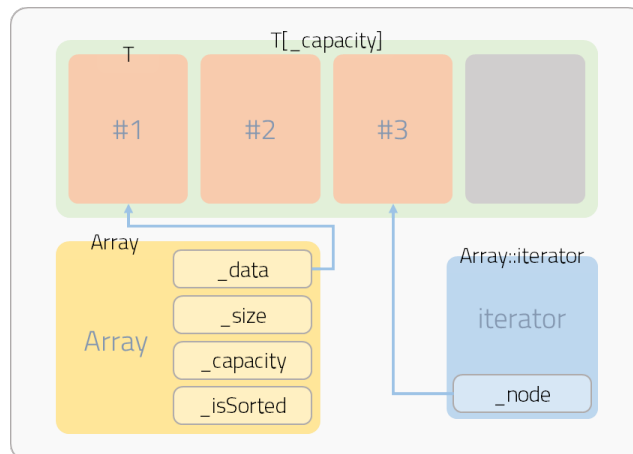 T[_capacity]
T
#1
#2
#3
Array
Array
_data
_size
_capacity
_isSorted
Array::iterator
iterator
_node